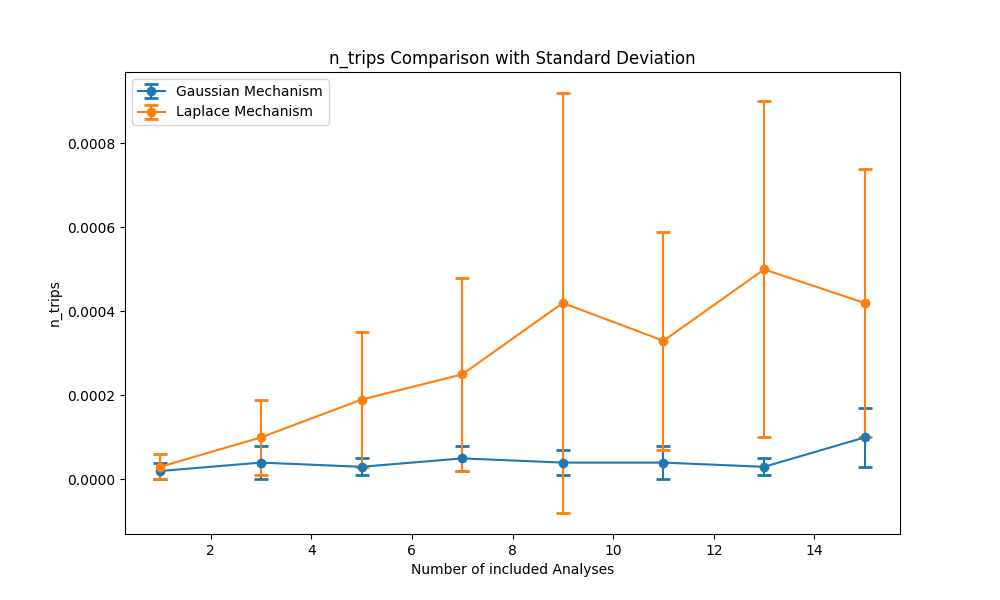 n_trips Comparison with Standard Deviation
Gaussian Mechanism
Laplace Mechanism
n_trips
0.0008
0.0006
0.0004
0.0002
0.0000
2 4 6 8 10 12 14
Number of included Analyses